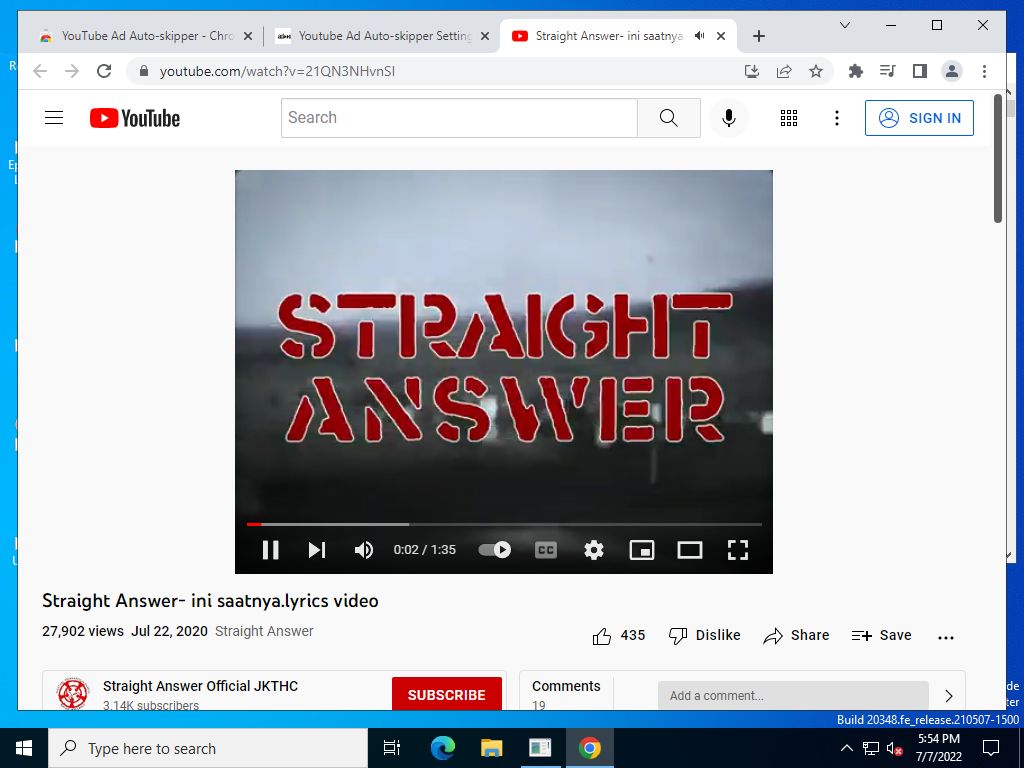 YouTube Ad Auto-skipper - Chro
Youtube Ad Auto-skipper Setting
Straight Answer- ini saatnya.
youtube.com/watch?v=21QN3NHvnSI
YouTube
Search
SIGN IN
STRAIGHT
ANSWER
0:02 / 1:35
CC
Straight Answer- ini saatnya.lyrics video
27,902 views Jul 22, 2020 Straight Answer
435
Dislike
Share
Save
Straight Answer Official JKTHC
3.14K subscribers
SUBSCRIBE
Comments
19
Add a comment...
Build 20348.fe_release.210507-1500
Type here to search
5:54 PM
7/7/2022